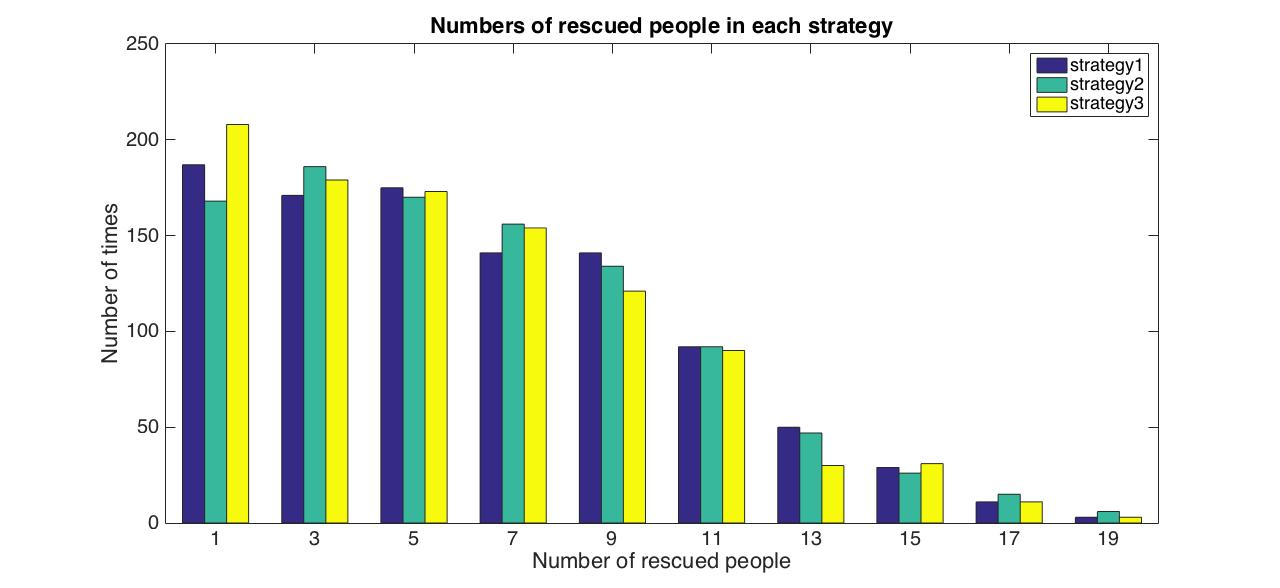 Numbers of rescued people in each strategy
250
200
150
100
50
0
Number of times
strategy1
strategy2
strategy3
1 3 5 7 9 11 13 15 17 19
Number of rescued people